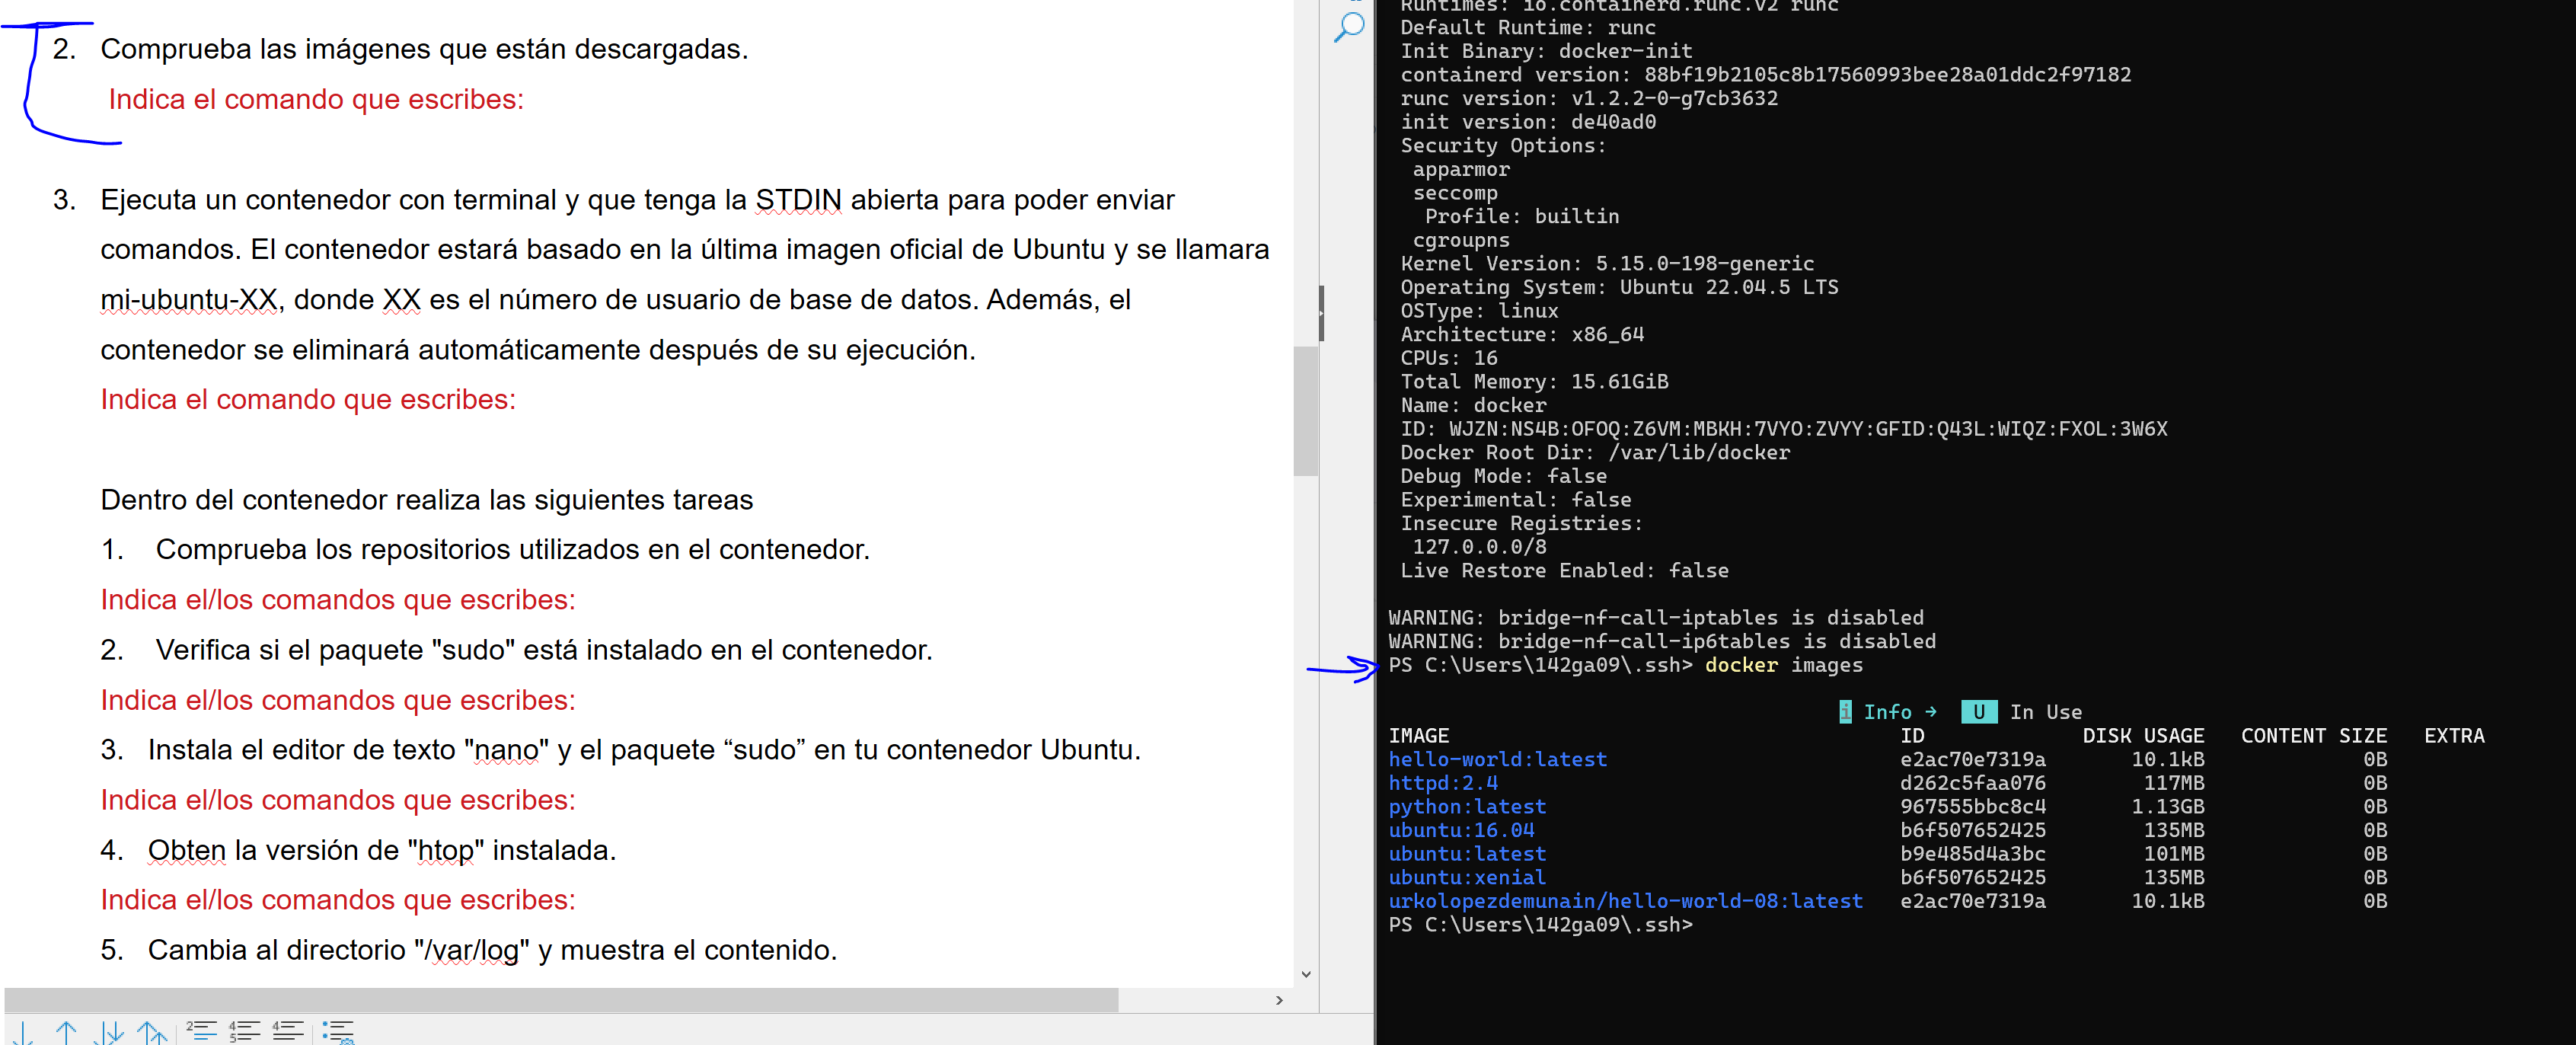 2. Comprueba las imágenes que están descargadas.
Indica el comando que escribes:
3. Ejecuta un contenedor con terminal y que tenga la STDIN abierta para poder enviar
comandos. El contenedor estará basado en la última imagen oficial de Ubuntu y se llamara
mi-ubuntu-XX, donde XX es el número de usuario de base de datos. Además, el
contenedor se eliminará automáticamente después de su ejecución.
Indica el comando que escribes:
Dentro del contenedor realiza las siguientes tareas
1. Comprueba los repositorios utilizados en el contenedor.
Indica el/los comandos que escribes:
2. Verifica si el paquete "sudo" está instalado en el contenedor.
Indica el/los comandos que escribes:
3. Instala el editor de texto "nano" y el paquete “sudo” en tu contenedor Ubuntu.
Indica el/los comandos que escribes:
4. Obten la versión de "htop" instalada.
Indica el/los comandos que escribes:
5. Cambia al directorio "/var/log" y muestra el contenido.
Runtimes: io.containerd.runc.v2 runc
Default Runtime: runc
Init Binary: docker-init
containerd version: 88bf19b2105c8b17560993bee28a01ddc2f97182
runc version: v1.2.2-0-g7cb3632
init version: de40ad0
Security Options:
apparmor
seccomp
Profile: builtin
cgroupns
Kernel Version: 5.15.0-198-generic
Operating System: Ubuntu 22.04.5 LTS
OSType: linux
Architecture: x86_64
CPUs: 16
Total Memory: 15.61GiB
Name: docker
ID: WJZN:NS4B:OFOQ:Z6VM:MBKH:7VYO:ZVYY:GFID:Q43L:WIQZ:FXOL:3W6X
Docker Root Dir: /var/lib/docker
Debug Mode: false
Experimental: false
Insecure Registries:
127.0.0.0/8
Live Restore Enabled: false
WARNING: bridge-nf-call-iptables is disabled
WARNING: bridge-nf-call-ip6tables is disabled
PS C:\Users\142ga09\.ssh> docker images
i Info → U In Use
IMAGE ID DISK USAGE CONTENT SIZE EXTRA
hello-world:latest e2ac70e7319a 10.1kB 0B
httpd:2.4 d262c5faa076 117MB 0B
python:latest 967555bbc8c4 1.13GB 0B
ubuntu:16.04 b6f507652425 135MB 0B
ubuntu:latest b9e485d4a3bc 101MB 0B
ubuntu:xenial b6f507652425 135MB 0B
urkolopezdemunain/hello-world-08:latest e2ac70e7319a 10.1kB 0B
PS C:\Users\142ga09\.ssh>